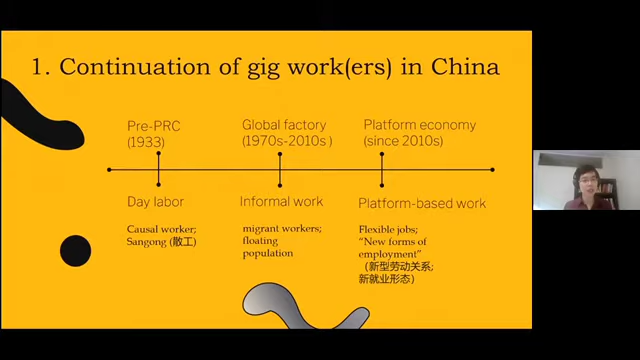 1. Continuation of gig work(ers) in China
Pre-PRC
(1933)
Global factory
(1970s-2010s )
Platform economy
(since 2010s)
Day labor
Informal work
Platform-based work
Causal worker;
Sangong (散工)
migrant workers;
floating
population
Flexible jobs;
“New forms of
employment”
（新型劳动关系;
新就业形态）